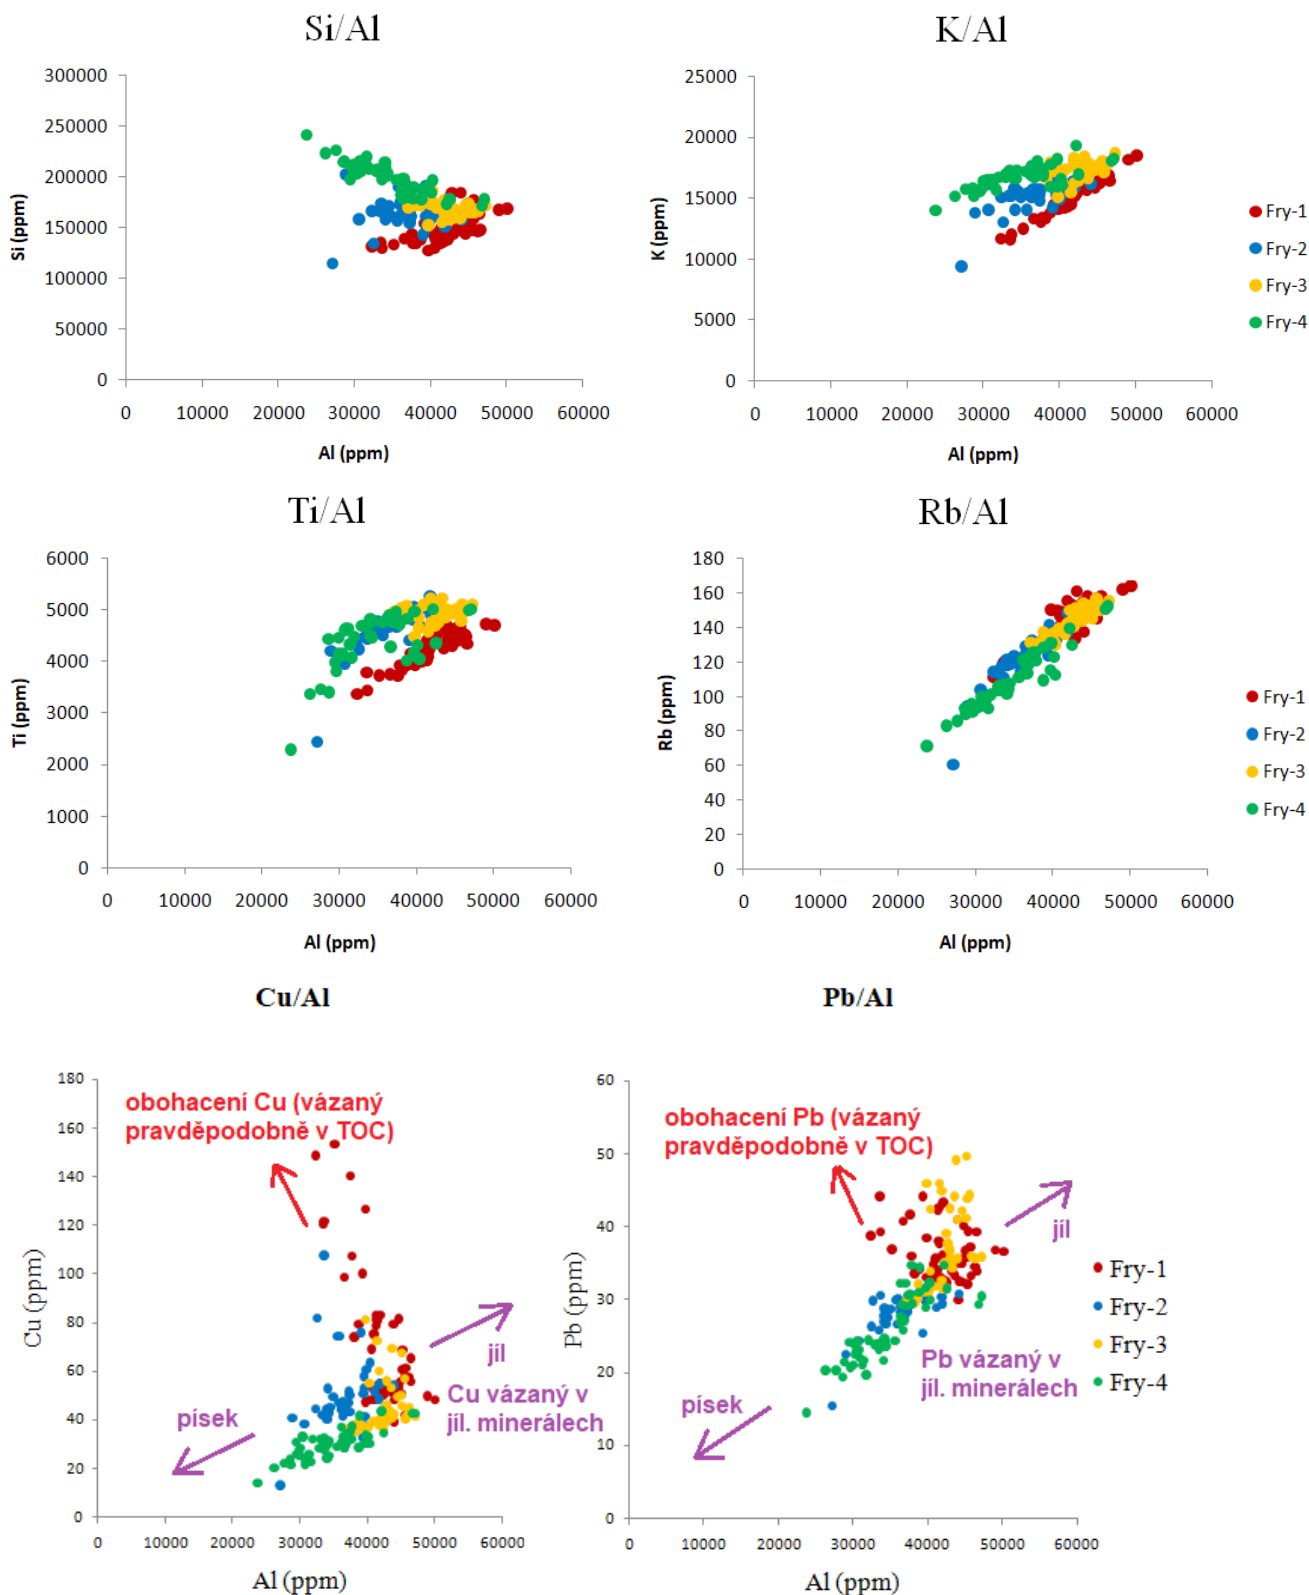 Si/Al
300000
250000
200000
150000
100000
50000
0
Si (ppm)
0 10000 20000 30000 40000 50000 60000
Al (ppm)
K/Al
25000
20000
15000
10000
5000
0
K (ppm)
0 10000 20000 30000 40000 50000 60000
Al (ppm)
Fry-1
Fry-2
Fry-3
Fry-4
Ti/Al
6000
5000
4000
3000
2000
1000
0
Ti (ppm)
0 10000 20000 30000 40000 50000 60000
Al (ppm)
Rb/Al
180
160
140
120
100
80
60
40
20
0
Rb (ppm)
0 10000 20000 30000 40000 50000 60000
Al (ppm)
Fry-1
Fry-2
Fry-3
Fry-4
Cu/Al
180
160
140
120
100
80
60
40
20
0
Cu (ppm)
obohacení Cu (vázaný
pravděpodobně v TOC)
jíl
Cu vázaný v
jíl. minerálech
písek
0 10000 20000 30000 40000 50000 60000
Al (ppm)
Pb/Al
60
50
40
30
20
10
0
Pb (ppm)
obohacení Pb (vázaný
pravděpodobně v TOC)
jíl
Pb vázaný v
jíl. minerálech
písek
0 10000 20000 30000 40000 50000 60000
Al (ppm)
Fry-1
Fry-2
Fry-3
Fry-4